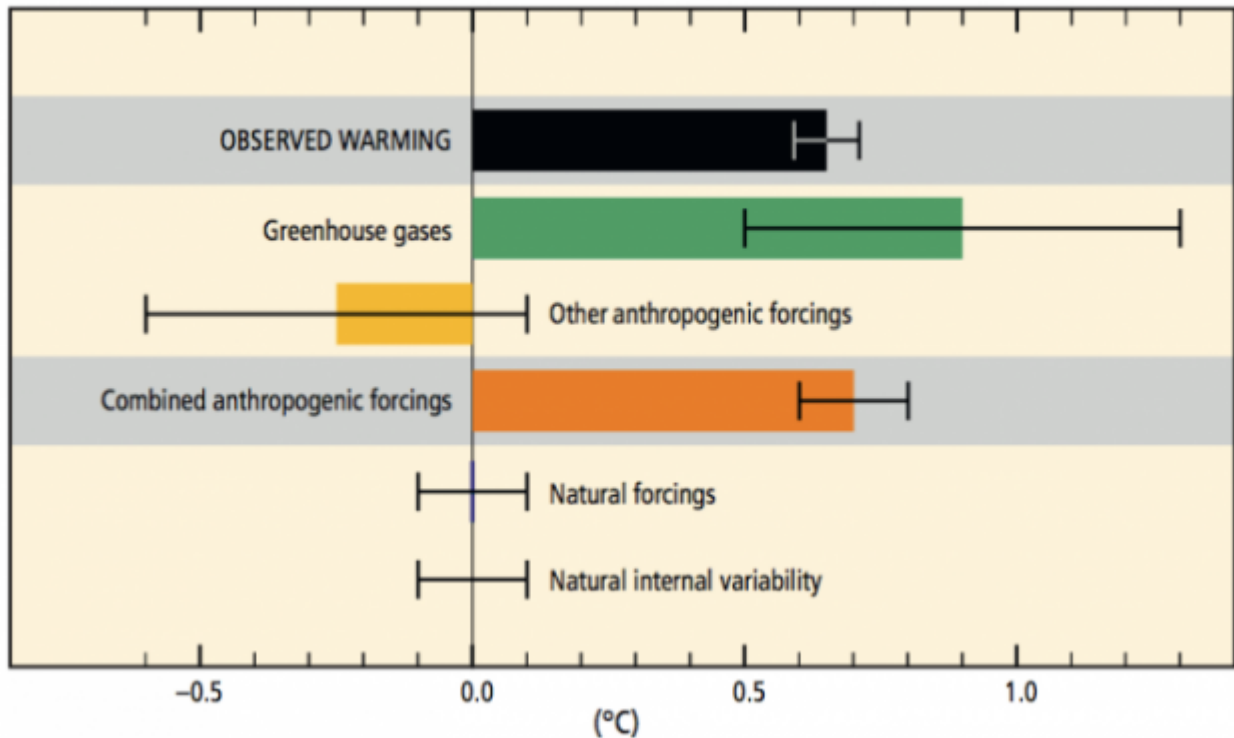 OBSERVED WARMING
Greenhouse gases
Other anthropogenic forcings
Combined anthropogenic forcings
Natural forcings
Natural internal variability
–0.5 0.0 0.5 1.0
(°C)